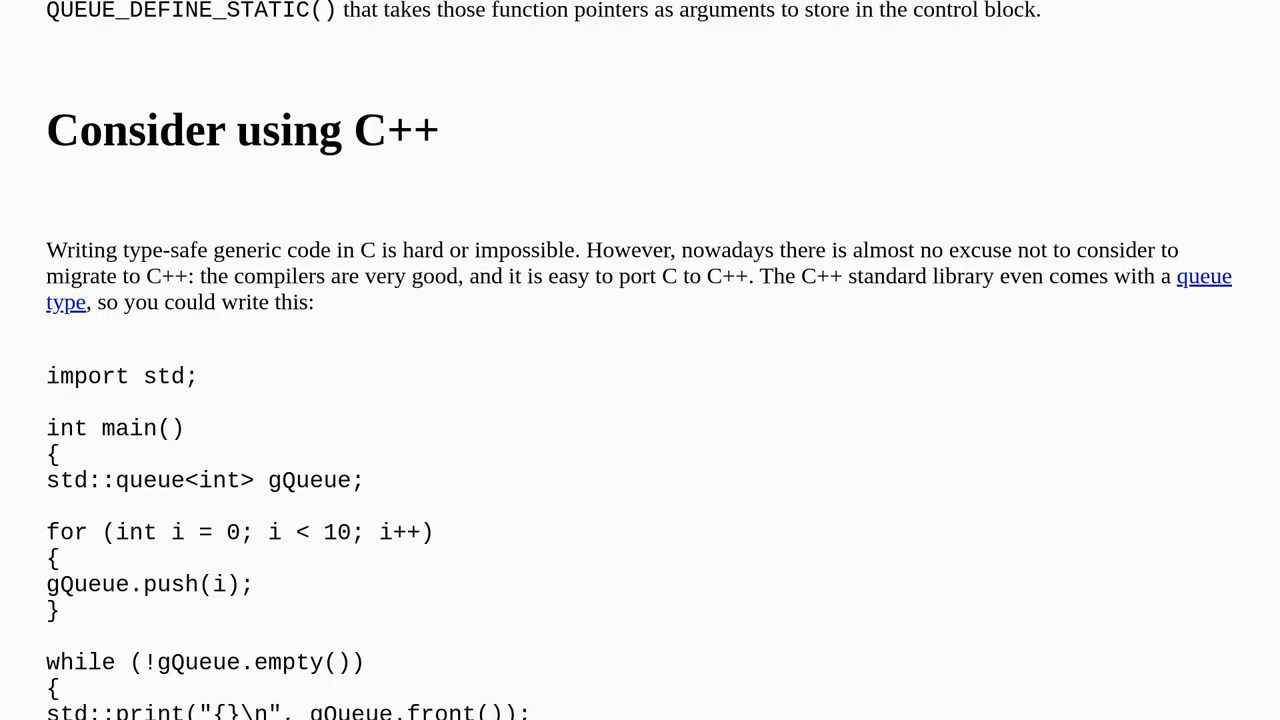 QUEUE_DEFINE_STATIC() that takes those function pointers as arguments to store in the control block.
Consider using C++
Writing type-safe generic code in C is hard or impossible. However, nowadays there is almost no excuse not to consider to
migrate to C++: the compilers are very good, and it is easy to port C to C++. The C++ standard library even comes with a queue
type, so you could write this:
import std;
int main()
{
std::queue<int> gQueue;
for (int i = 0; i < 10; i++)
{
gQueue.push(i);
}
while (!gQueue.empty())
{
std::print("{}\n", gQueue.front());